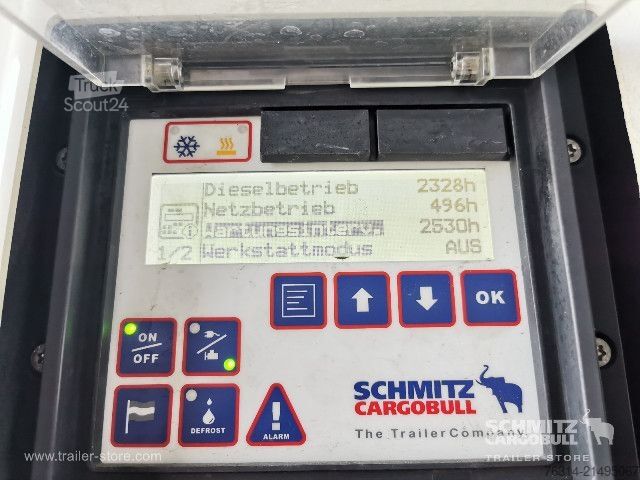 Truck
Scout24
Dieselbetrieb 2328h
Netzbetrieb 496h
Wartungsinterv. 2530h
1/2 Werkstattmodus AUS
OK
ON
OFF
DEFROST
ALARM
SCHMITZ
CARGOBULL
The TrailerCompany
SCHMITZ
CARGOBULL
TRAILER STORE
www.trailer-store.com